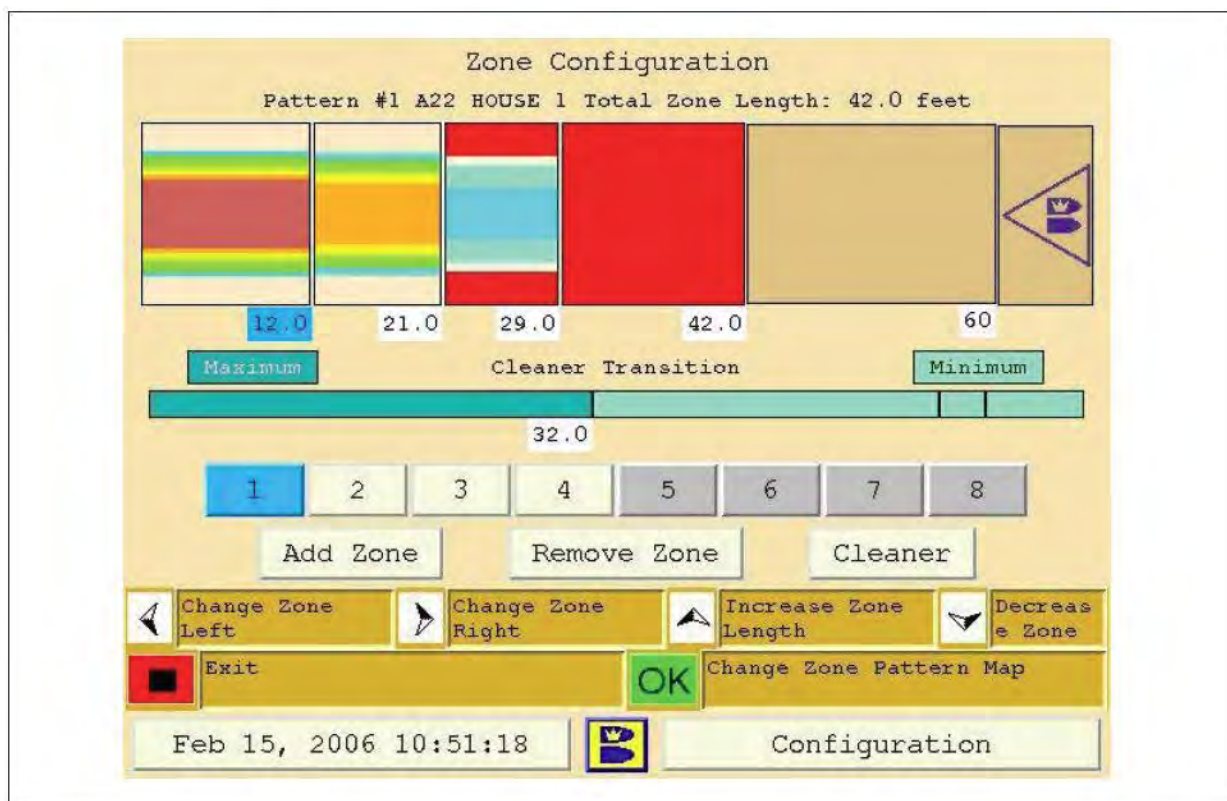 Zone Configuration
Pattern #1 A22 HOUSE 1 Total Zone Length: 42.0 feet
12.0 21.0 29.0 42.0 60
Maximum Cleaner Transition Minimum
32.0
1 2 3 4 5 6 7 8
Add Zone Remove Zone Cleaner
Change Zone Left
Change Zone Right
Increase Zone Length
Decreas
e Zone
Exit
OK Change Zone Pattern Map
Feb 15, 2006 10:51:18 Configuration